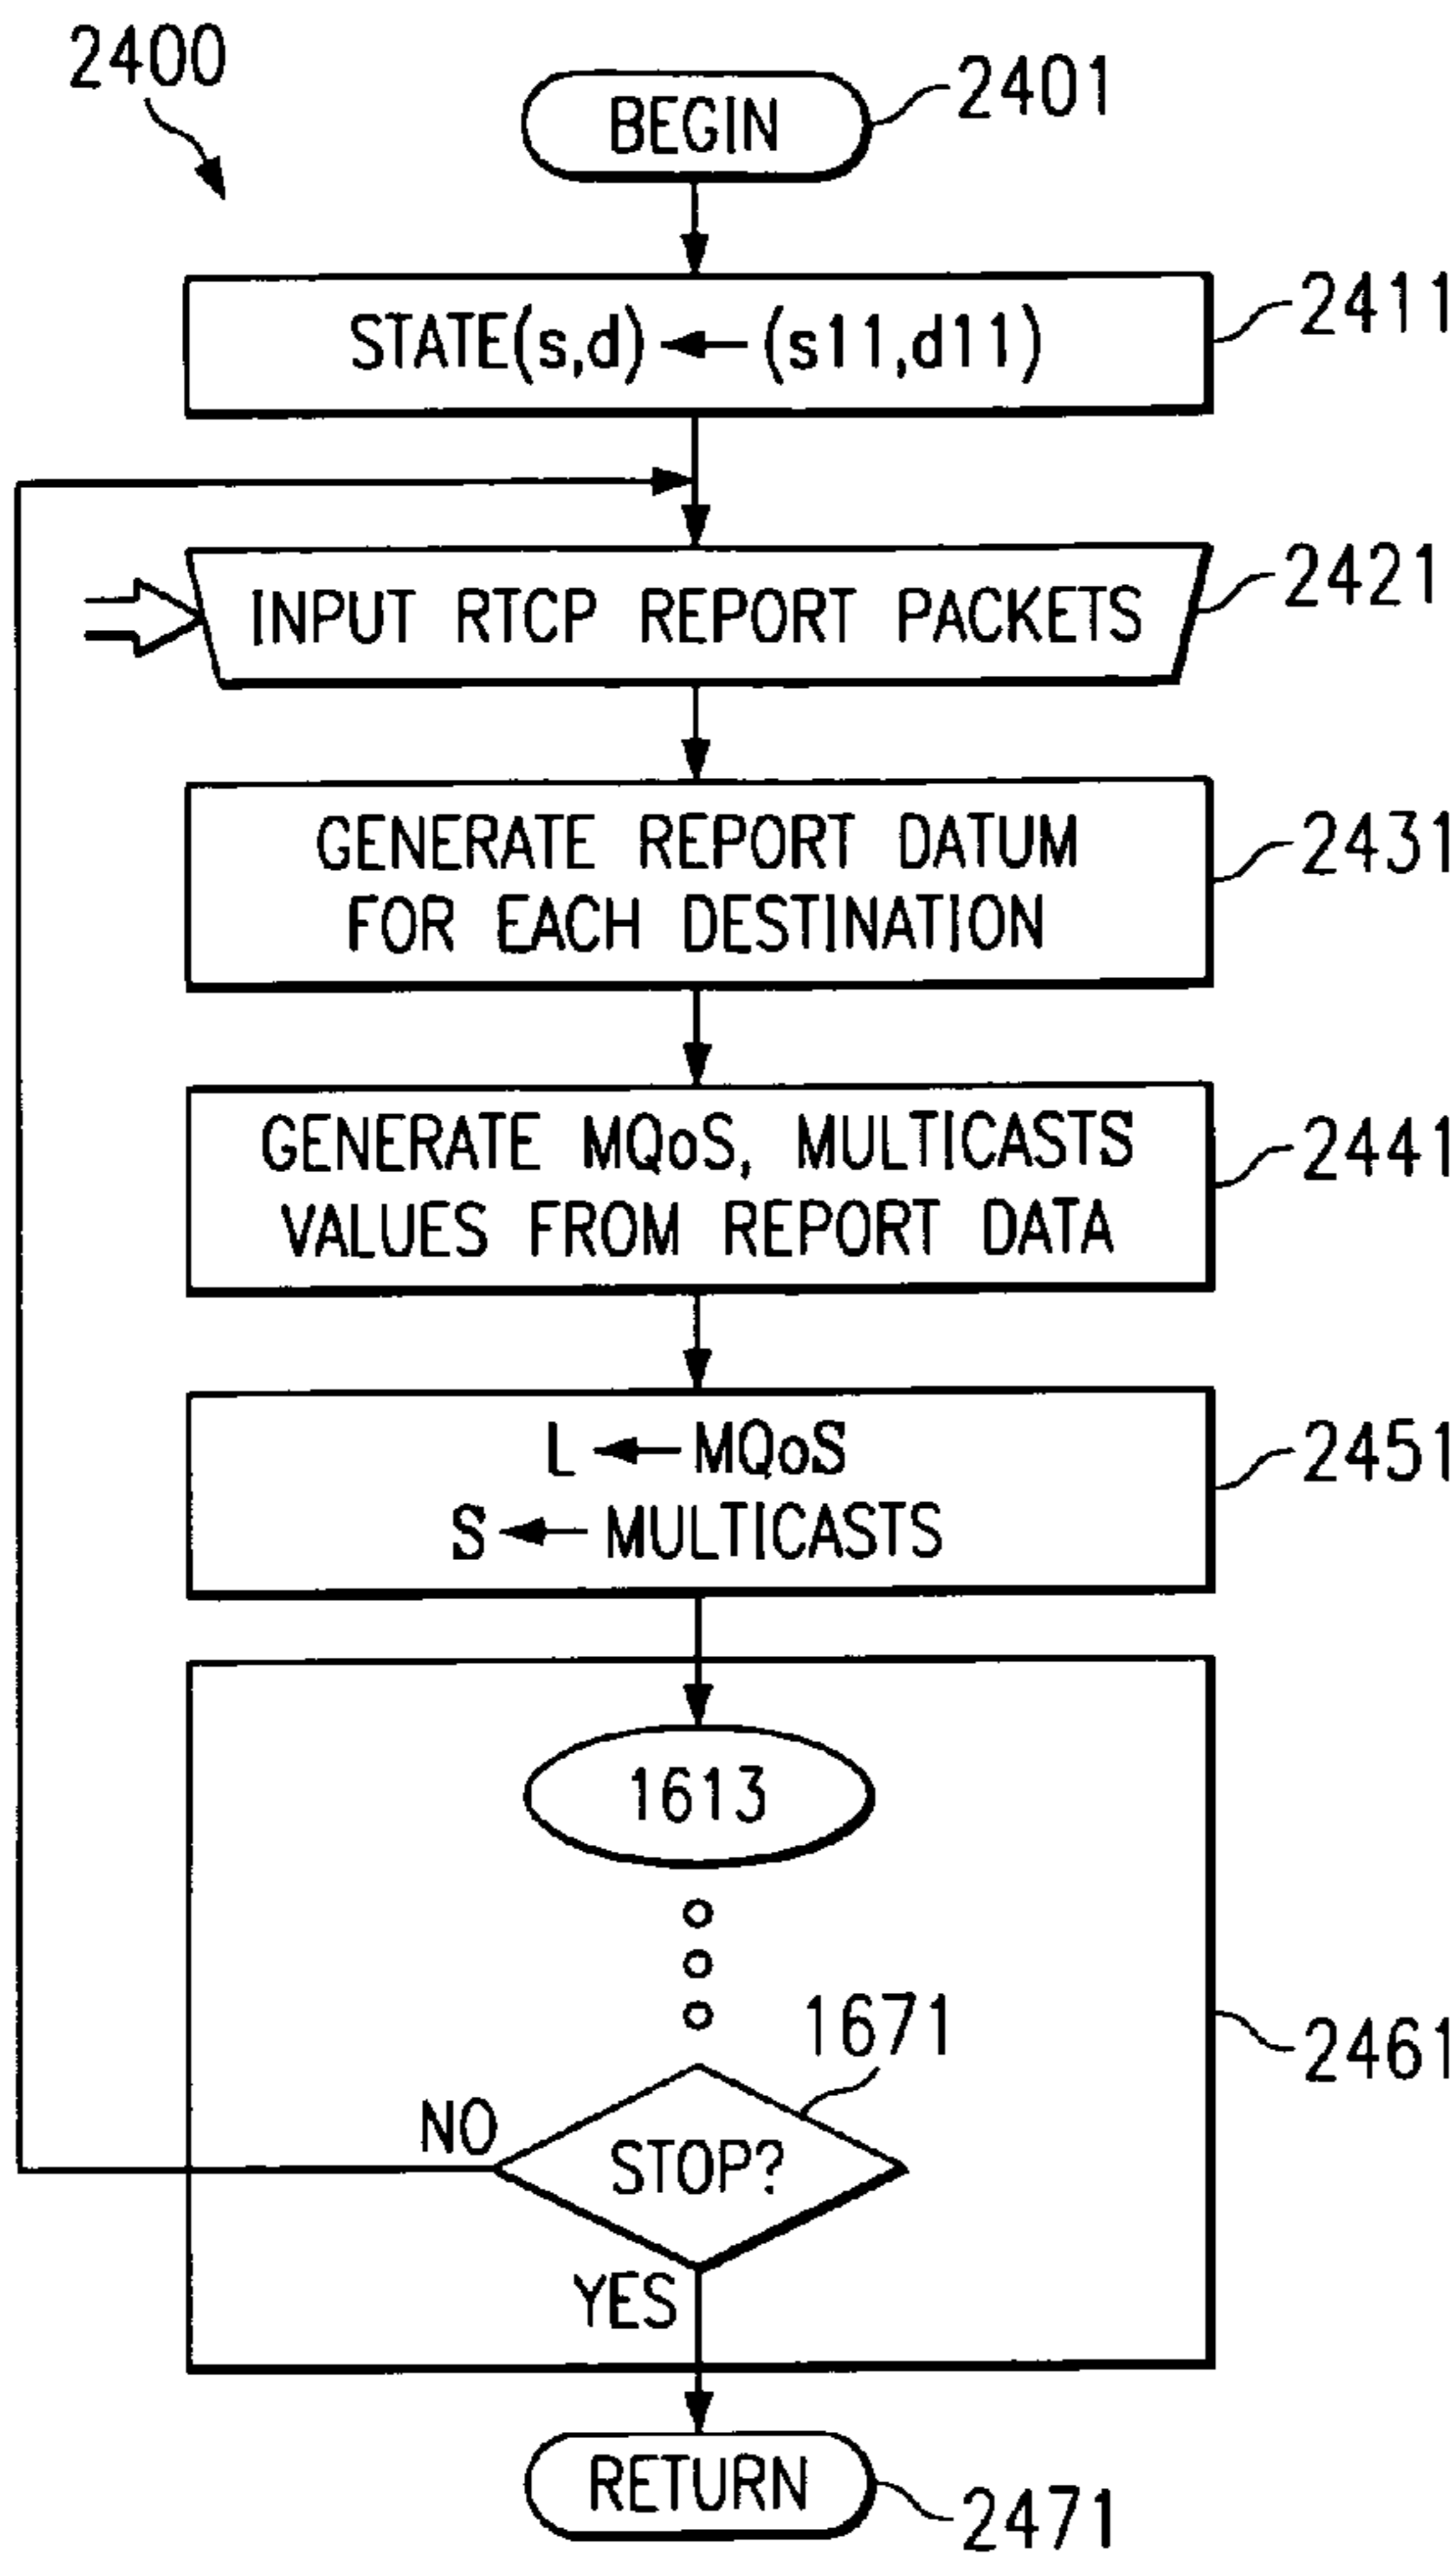 2400
BEGIN
2401
STATE(s,d) ← (s11,d11)
2411
INPUT RTCP REPORT PACKETS
2421
GENERATE REPORT DATUM
FOR EACH DESTINATION
2431
GENERATE MQoS, MULTICASTS
VALUES FROM REPORT DATA
2441
L ← MQoS
S ← MULTICASTS
2451
1613
1671
2461
NO
STOP?
YES
RETURN
2471